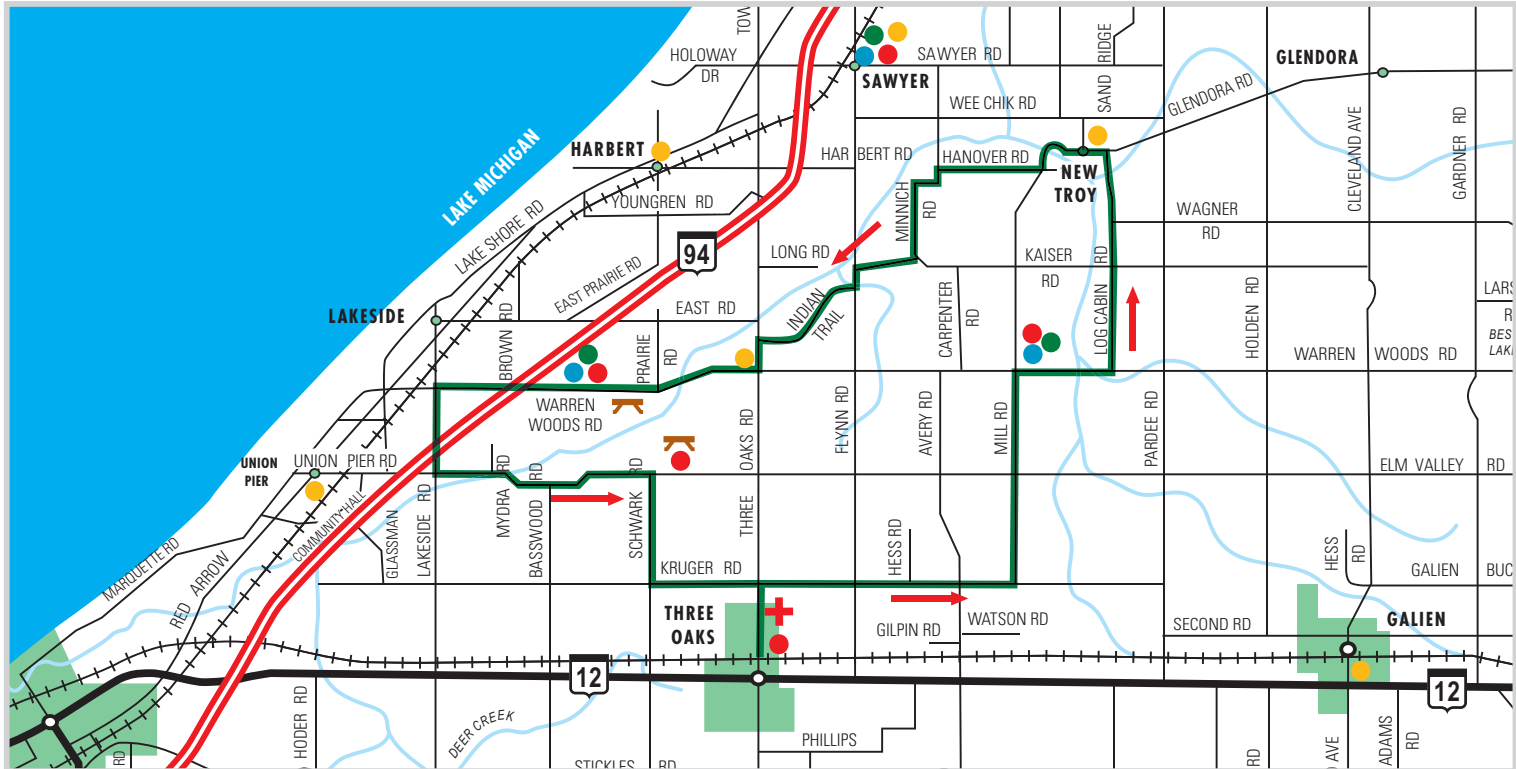 TOW
HOLOWAY
DR
SAWYER RD
SAWYER
SAND RIDGE
GLENDORA
GLENDORA RD
WEE CHIK RD
CLEVELAND AVE
GARDNER RD
LAKE MICHIGAN
HARBERT
HAR BERT RD
HANOVER RD
NEW
TROY
YOUNGREN RD
MINNICH
RD
WAGNER
RD
LAKE SHORE RD
94
LONG RD
KAISER
RD
EAST PRAIRIE RD
EAST RD
INDIAN
TRAIL
CARPENTER
RD
LOG CABIN RD
HOLDEN RD
LARS
R
BES
LAKE
LAKESIDE
BROWN RD
PRAIRIE
RD
WARREN WOODS RD
WARREN
WOODS RD
THREE OAKS RD
FLYNN RD
AVERY RD
MILL RD
PARDEE RD
UNION
PIER
UNION PIER RD
ELM VALLEY RD
COMMUNITY HALL
GLASSMAN
LAKESIDE RD
MYDRA RD
BASSWOOD RD
SCHWARK RD
HESS RD
HESS
RD
MARQUETTE RD
RED ARROW
KRUGER RD
GALIEN BUC
THREE
OAKS
GILPIN RD
WATSON RD
SECOND RD
GALIEN
12
12
HODER RD
DEER CREEK
PHILLIPS
STICKLES RD
RD
RD
AVE
ADAMS
RD